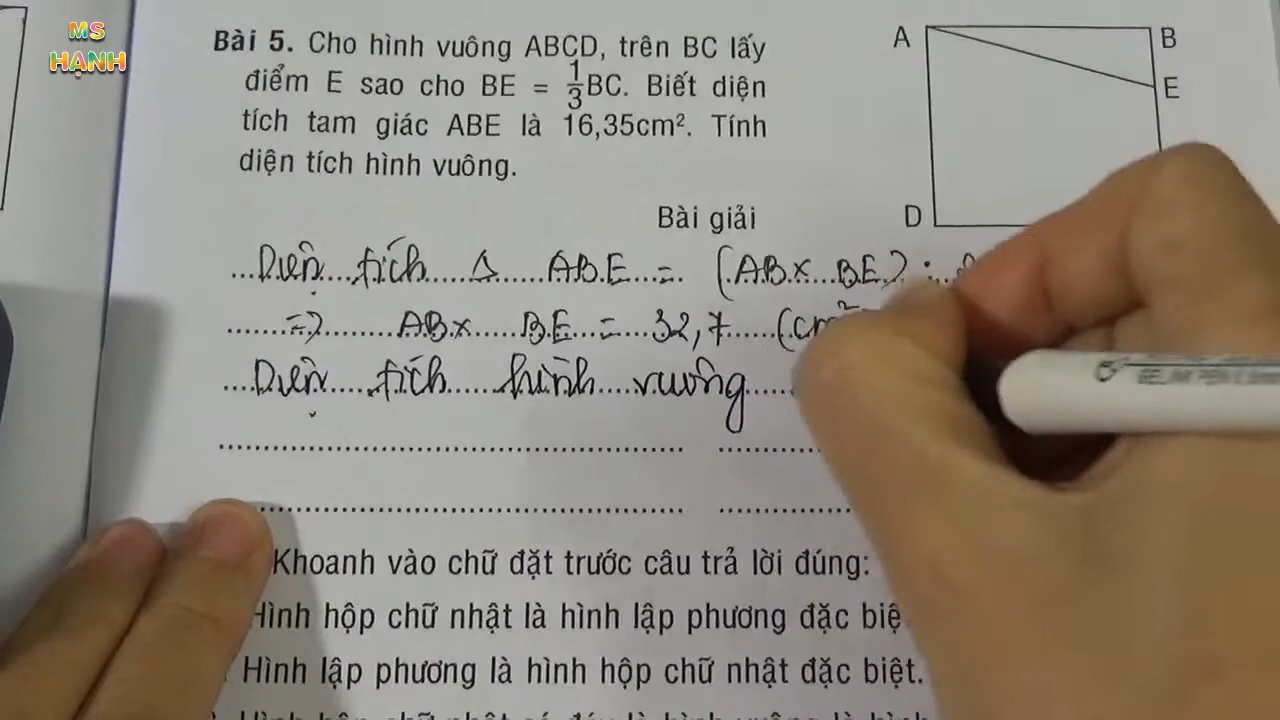 MS
HẠNH
Bài 5. Cho hình vuông ABCD, trên BC lấy
điểm E sao cho BE = 1/3 BC. Biết diện
tích tam giác ABE là 16,35cm². Tính
diện tích hình vuông.
A B
E
D
Bài giải
Diện tích Δ ABE = (AB x BE) :
=> AB x BE = 32,7 (cm²
Diện tích hình vuông
Khoanh vào chữ đặt trước câu trả lời đúng:
Hình hộp chữ nhật là hình lập phương đặc biệ
Hình lập phương là hình hộp chữ nhật đặc biệt.